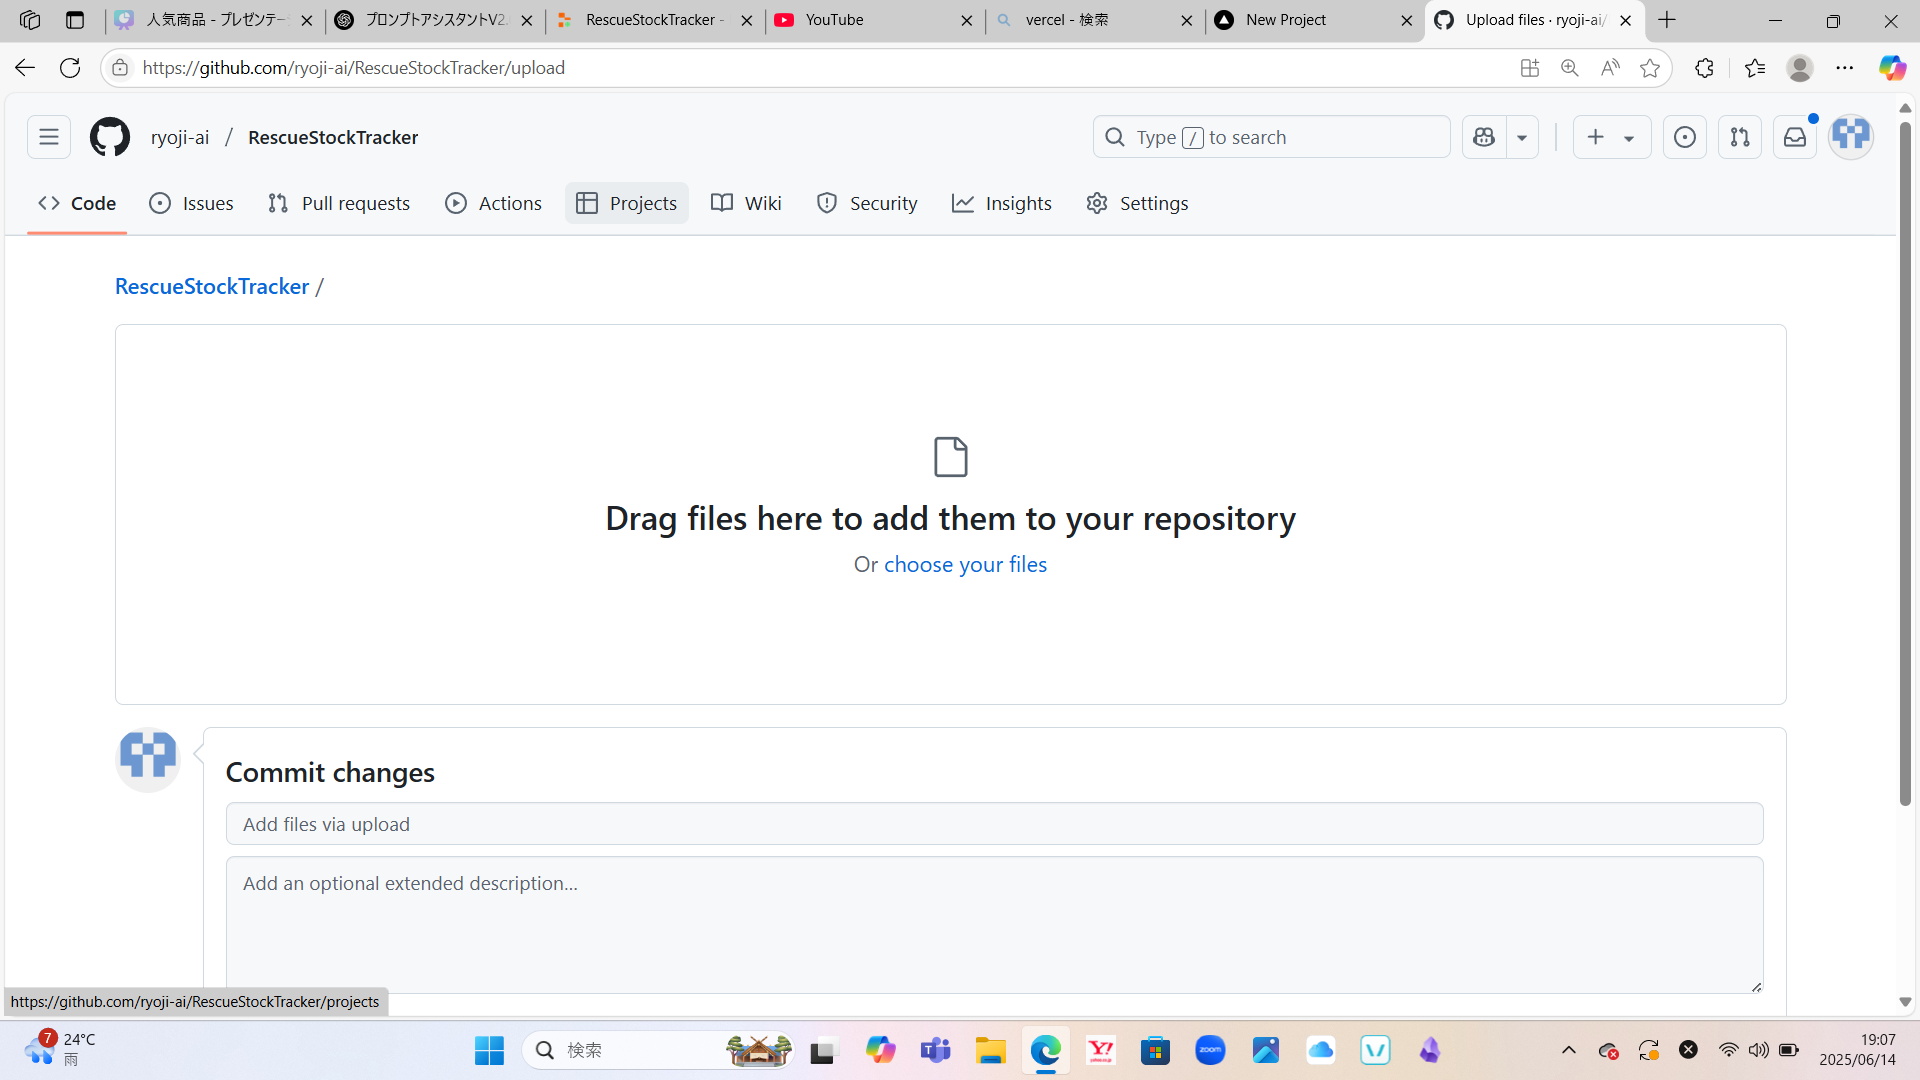 人気商品 - プレゼンテー
プロンプトアシスタントV2.
RescueStockTracker -
YouTube
vercel - 検索
New Project
Upload files · ryoji-ai/
https://github.com/ryoji-ai/RescueStockTracker/upload
ryoji-ai / RescueStockTracker
Type / to search
Code
Issues
Pull requests
Actions
Projects
Wiki
Security
Insights
Settings
RescueStockTracker /
Drag files here to add them to your repository
Or choose your files
Commit changes
Add files via upload
Add an optional extended description...
https://github.com/ryoji-ai/RescueStockTracker/projects
7
24°C
雨
検索
zoom
19:07
2025/06/14